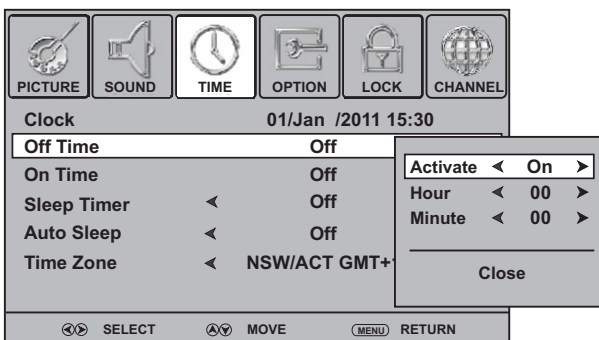 PICTURE SOUND TIME OPTION LOCK CHANNEL
Clock 01/Jan /2011 15:30
Off Time Off
On Time Off
Sleep Timer Off
Auto Sleep Off
Time Zone NSW/ACT GMT+
Activate On
Hour 00
Minute 00
Close
SELECT MOVE MENU RETURN